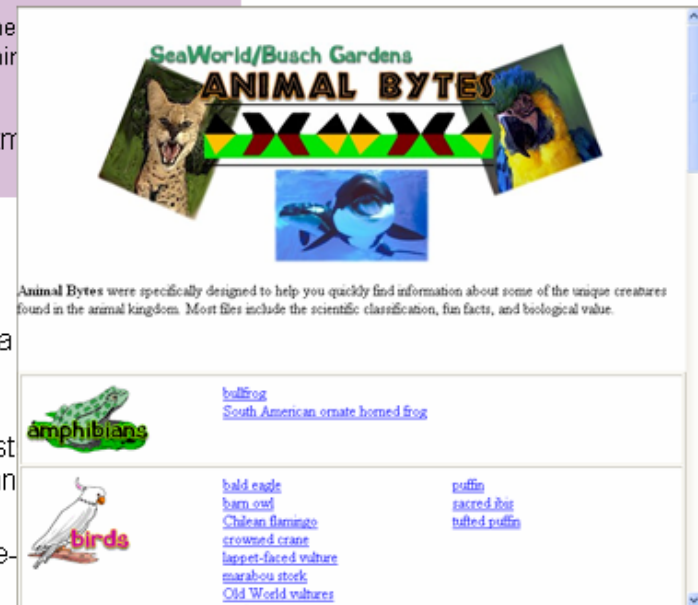 SeaWorld/Busch Gardens
ANIMAL BYTES
Animal Bytes were specifically designed to help you quickly find information about some of the unique creatures
found in the animal kingdom. Most files include the scientific classification, fun facts, and biological value.
amphibians
bullfrog
South American ornate horned frog
birds
bald eagle
barn owl
Chilean flamingo
crowned crane
lappet-faced vulture
marabou stork
Old World vultures
puffin
sacred ibis
tufted puffin